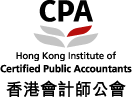 CPA
Hong Kong Institute of
Certified Public Accountants
香港會計師公會